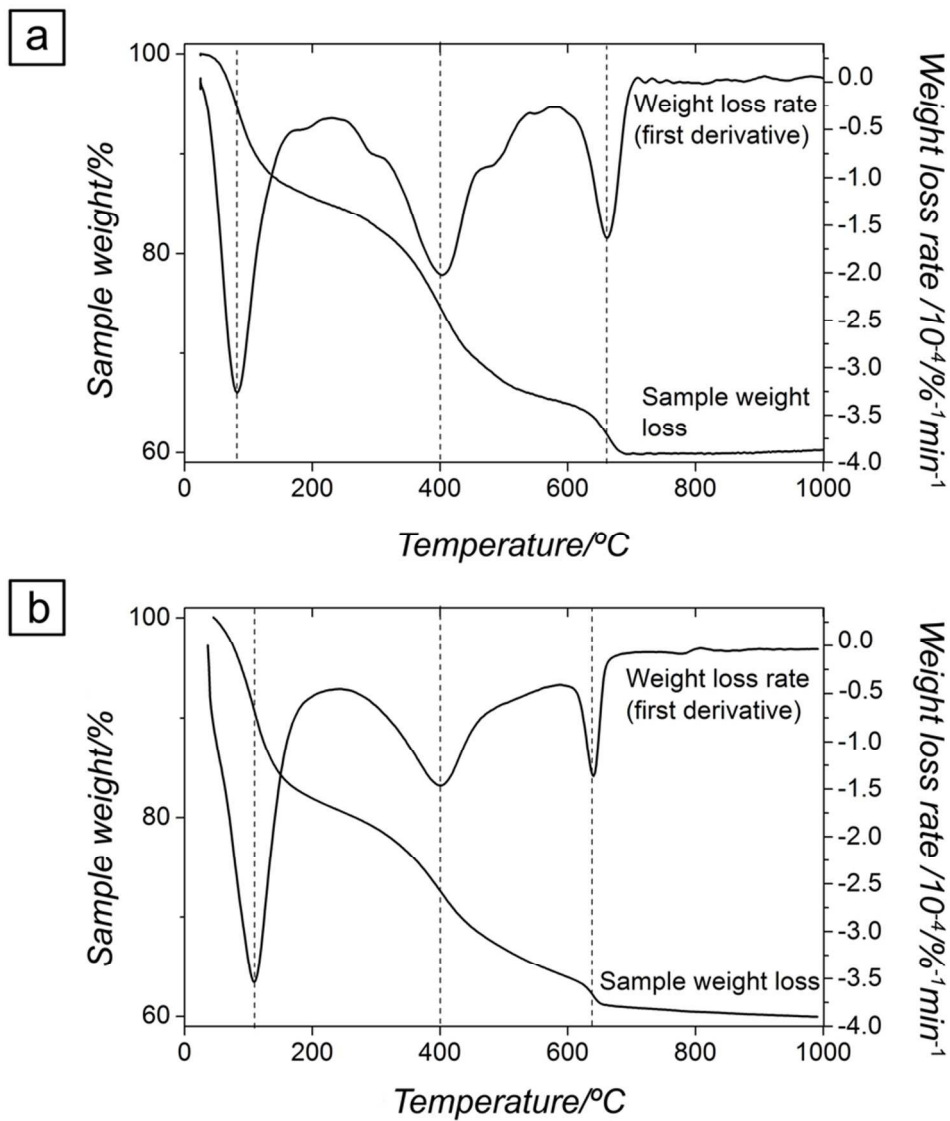 a
100
80
60
Sample weight/%
0.0
-0.5
-1.0
-1.5
-2.0
-2.5
-3.0
-3.5
-4.0
Weight loss rate /10-4/%-1min-1
Weight loss rate
(first derivative)
Sample weight
loss
0 200 400 600 800 1000
Temperature/ºC
b
100
80
60
Sample weight/%
0.0
-0.5
-1.0
-1.5
-2.0
-2.5
-3.0
-3.5
-4.0
Weight loss rate /10-4/%-1min-1
Weight loss rate
(first derivative)
Sample weight loss
0 200 400 600 800 1000
Temperature/ºC